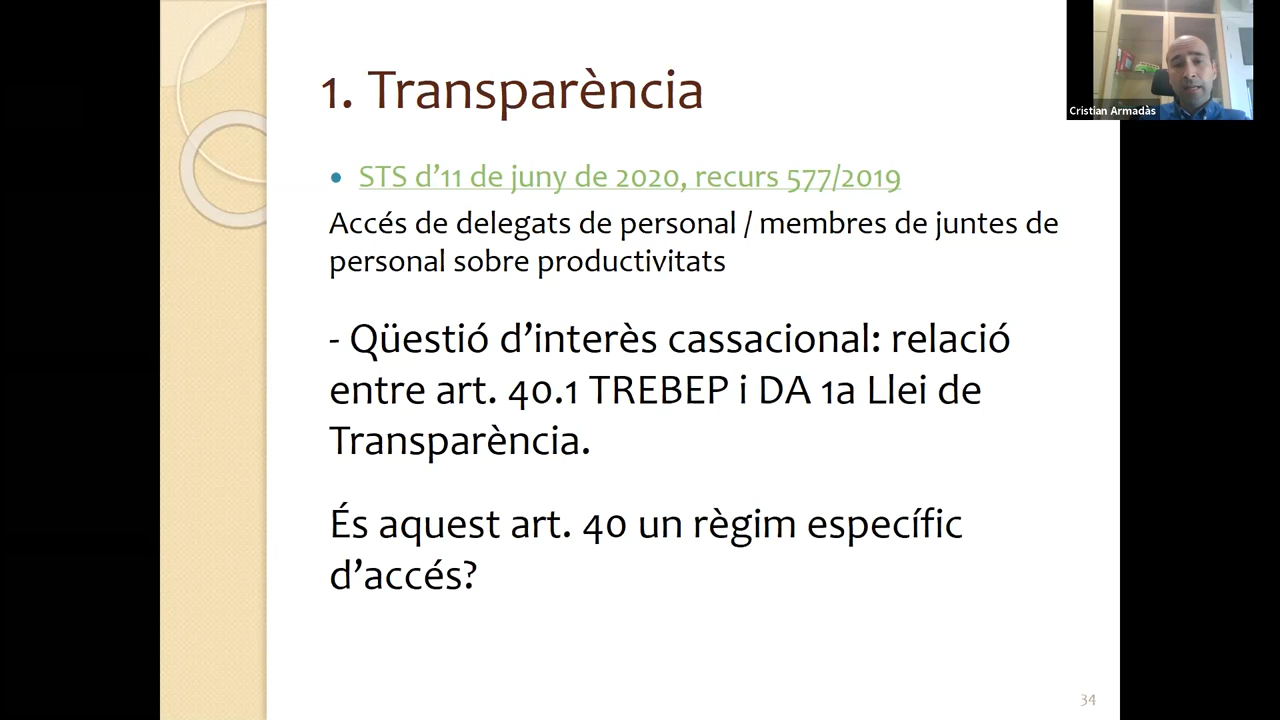 1. Transparència
Cristian Armadàs
• STS d’11 de juny de 2020, recurs 577/2019
Accés de delegats de personal / membres de juntes de
personal sobre productivitats
- Qüestió d’interès cassacional: relació
entre art. 40.1 TREBEP i DA 1a Llei de
Transparència.
És aquest art. 40 un règim específic
d’accés?
34